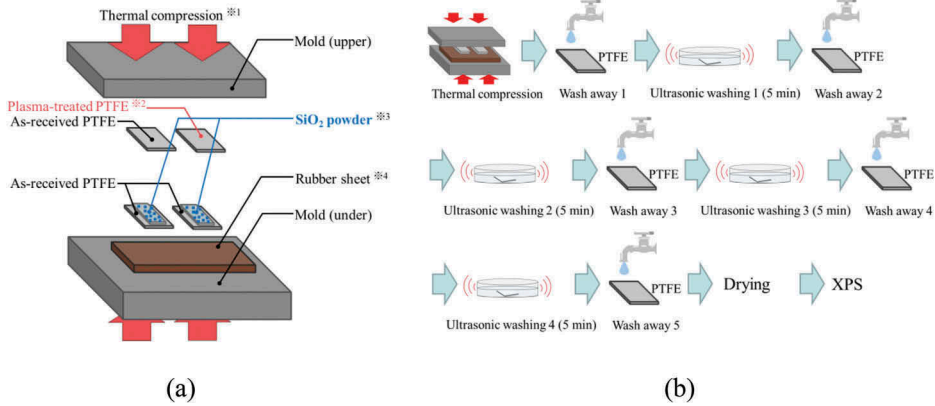 Thermal compression ※1
Mold (upper)
Plasma-treated PTFE ※2
As-received PTFE
SiO2 powder ※3
As-received PTFE
Rubber sheet ※4
Mold (under)
(a)
Thermal compression
PTFE
Wash away 1
Ultrasonic washing 1 (5 min)
PTFE
Wash away 2
Ultrasonic washing 2 (5 min)
PTFE
Wash away 3
Ultrasonic washing 3 (5 min)
PTFE
Wash away 4
Ultrasonic washing 4 (5 min)
PTFE
Wash away 5
Drying
XPS
(b)